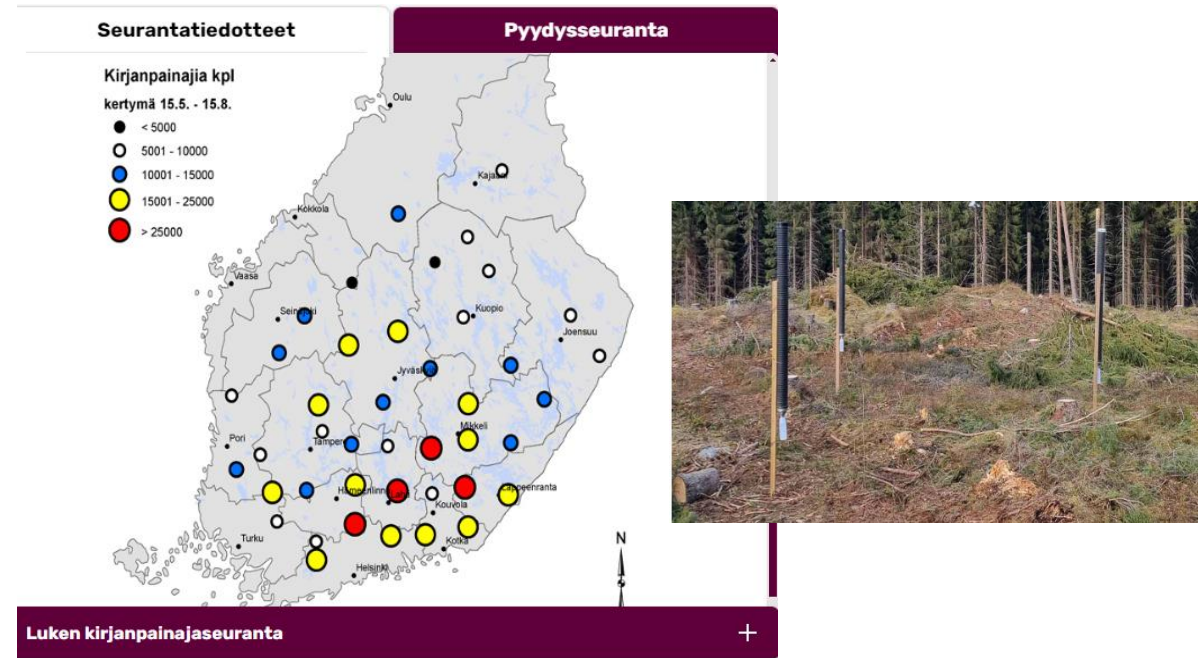 Seurantatiedotteet
Pyydysseuranta
Kirjanpainajia kpl
kertymä 15.5. - 15.8.
< 5000
5001 - 10000
10001 - 15000
15001 - 25000
> 25000
Oulu
Kajaani
Kokkola
Vaasa
Seinäjoki
Kuopio
Joensuu
Jyväskylä
Mikkeli
Pori
Tampere
Hämeenlinna
Lahti
Lappeenranta
Kouvola
Turku
Kotka
Helsinki
N
Luken kirjanpainajaseuranta
+